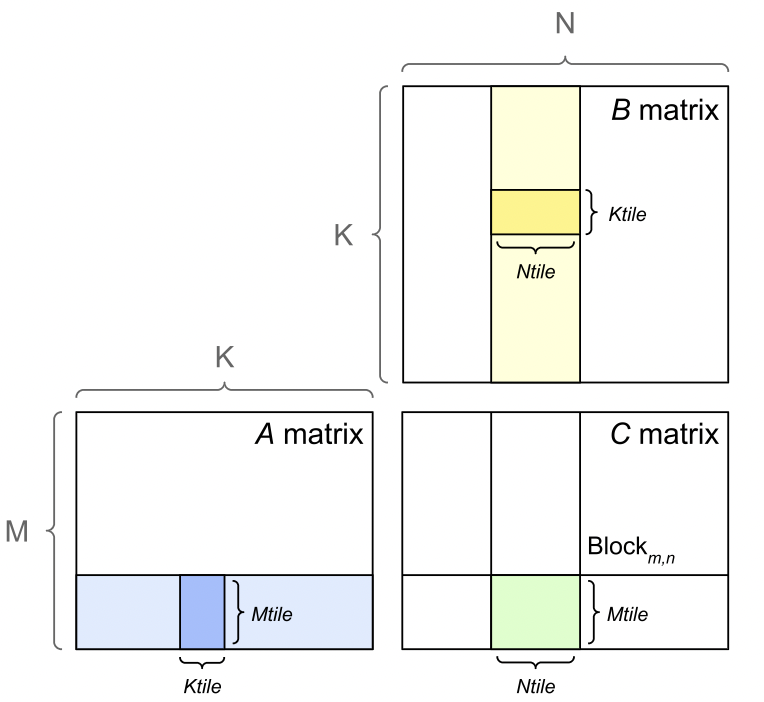 N
B matrix
K
Ktile
Ntile
K
A matrix
C matrix
M
Block m,n
Mtile
Mtile
Ktile
Ntile